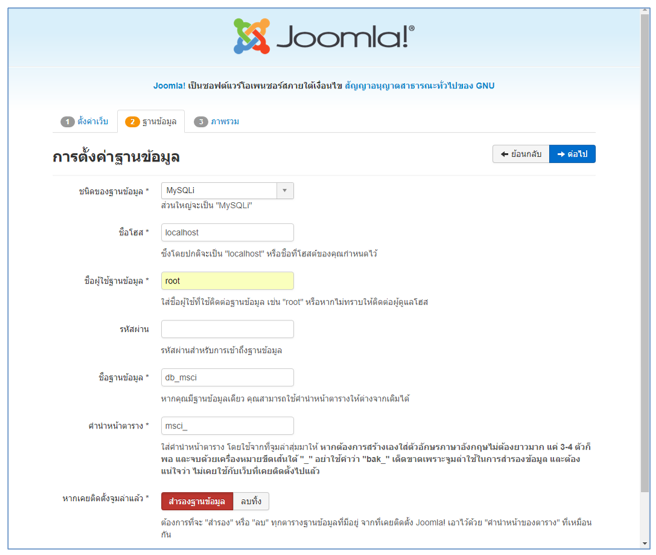 Joomla!®
Joomla! เป็นซอฟต์แวร์โอเพนซอร์สภายใต้เงื่อนไข สัญญาอนุญาตสาธารณะทั่วไปของ GNU
1 ตั้งค่าเว็บ 2 ฐานข้อมูล 3 ภาพรวม
การตั้งค่าฐานข้อมูล
ย้อนกลับ ต่อไป
ชนิดของฐานข้อมูล * MySQLi
ส่วนใหญ่จะเป็น "MySQLi"
ชื่อโฮส * localhost
ซึ่งโดยปกติจะเป็น "localhost" หรือชื่อที่โฮสต์ของคุณกำหนดไว้
ชื่อผู้ใช้ฐานข้อมูล * root
ใส่ชื่อผู้ใช้ที่ใช้ติดต่อฐานข้อมูล เช่น "root" หรือหากไม่ทราบให้ติดต่อผู้ดูแลโฮส
รหัสผ่าน
รหัสผ่านสำหรับการเข้าถึงฐานข้อมูล
ชื่อฐานข้อมูล * db_msci
หากคุณมีฐานข้อมูลเดียว คุณสามารถใช้คำนำหน้าตารางให้ต่างจากเดิมได้
คำนำหน้าตาราง * msci_
ใส่คำนำหน้าตาราง โดยใช้จากที่จูมล่าสุ่มมาให้ หากต้องการสร้างเองใส่ตัวอักษรภาษาอังกฤษไม่ต้องยาวมาก แค่ 3-4 ตัวก็
พอ และจบด้วยเครื่องหมายขีดเส้นใต้ "_" อย่าใช้คำว่า "bak_" เด็ดขาดเพราะจูมล่าใช้ในการสำรองข้อมูล และต้อง
แน่ใจว่า ไม่เคยใช้กับเว็บที่เคยติดตั้งไปแล้ว
หากเคยติดตั้งจูมล่าแล้ว * สำรองฐานข้อมูล ลบทิ้ง
ต้องการที่จะ "สำรอง" หรือ "ลบ" ทุกตารางฐานข้อมูลที่มีอยู่ จากที่เคยติดตั้ง Joomla! เอาไว้ด้วย "คำนำหน้าของตาราง" ที่เหมือน
กัน